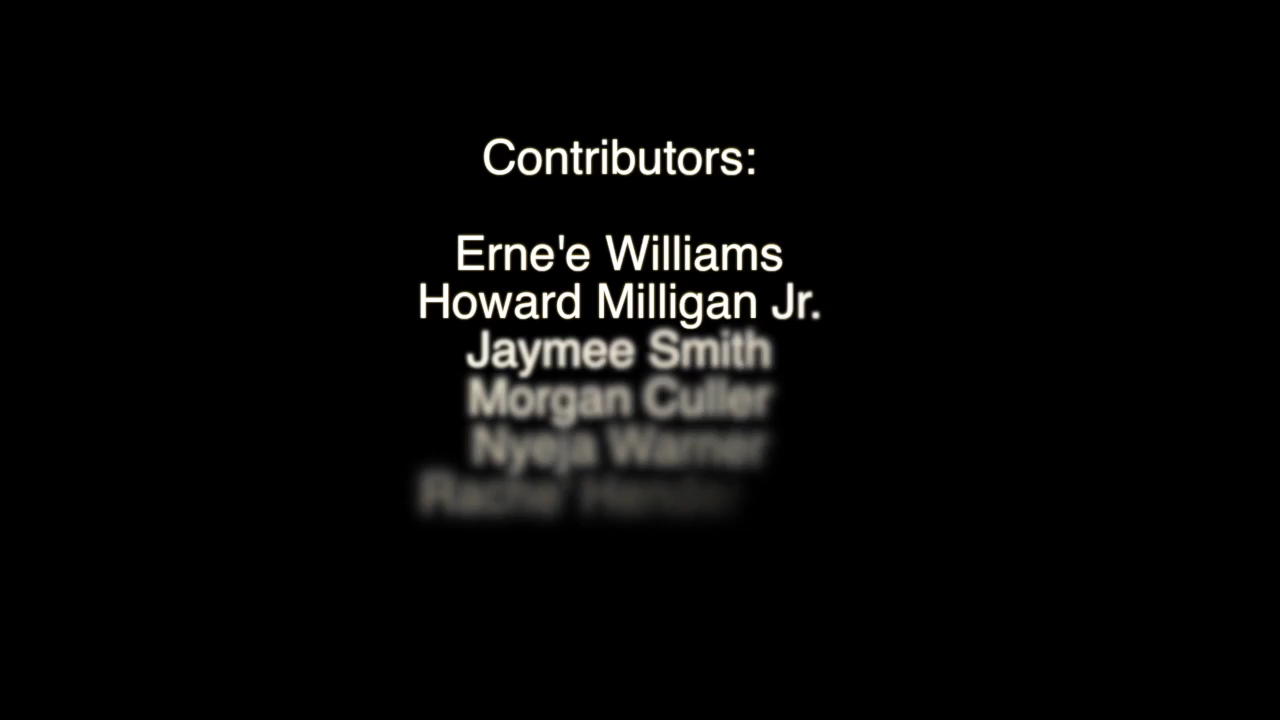 Contributors:
Erne'e Williams
Howard Milligan Jr.
Jaymee Smith
Morgan Culler
Nyeja Warner